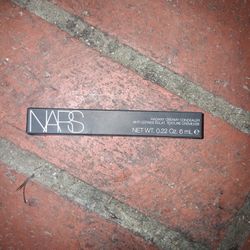 NARS
RADIANT CREAMY CONCEALER
ANTI-CERNES ÉCLAT, TEXTURE CRÉMEUSE
NET WT. 0.22 Oz. 6 mL ℮